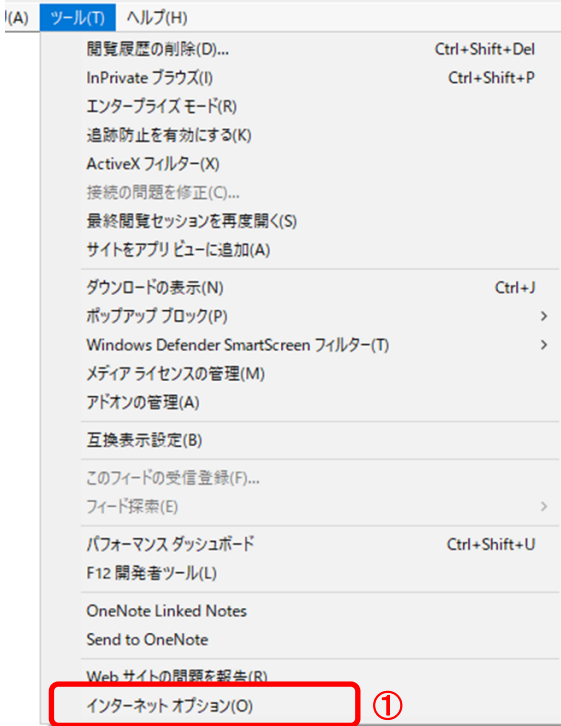 (A) ツール(T) ヘルプ(H)
閲覧履歴の削除(D)... Ctrl+Shift+Del
InPrivate ブラウズ(I) Ctrl+Shift+P
エンタープライズ モード(R)
追跡防止を有効にする(K)
ActiveX フィルター(X)
接続の問題を修正(C)...
最終閲覧セッションを再度開く(S)
サイトをアプリ ビューに追加(A)
ダウンロードの表示(N) Ctrl+J
ポップアップ ブロック(P)
Windows Defender SmartScreen フィルター(T)
メディア ライセンスの管理(M)
アドオンの管理(A)
互換表示設定(B)
このフィードの受信登録(F)...
フィード探索(E)
パフォーマンス ダッシュボード Ctrl+Shift+U
F12 開発者ツール(L)
OneNote Linked Notes
Send to OneNote
Web サイトの問題を報告(R)
インターネット オプション(O) ①